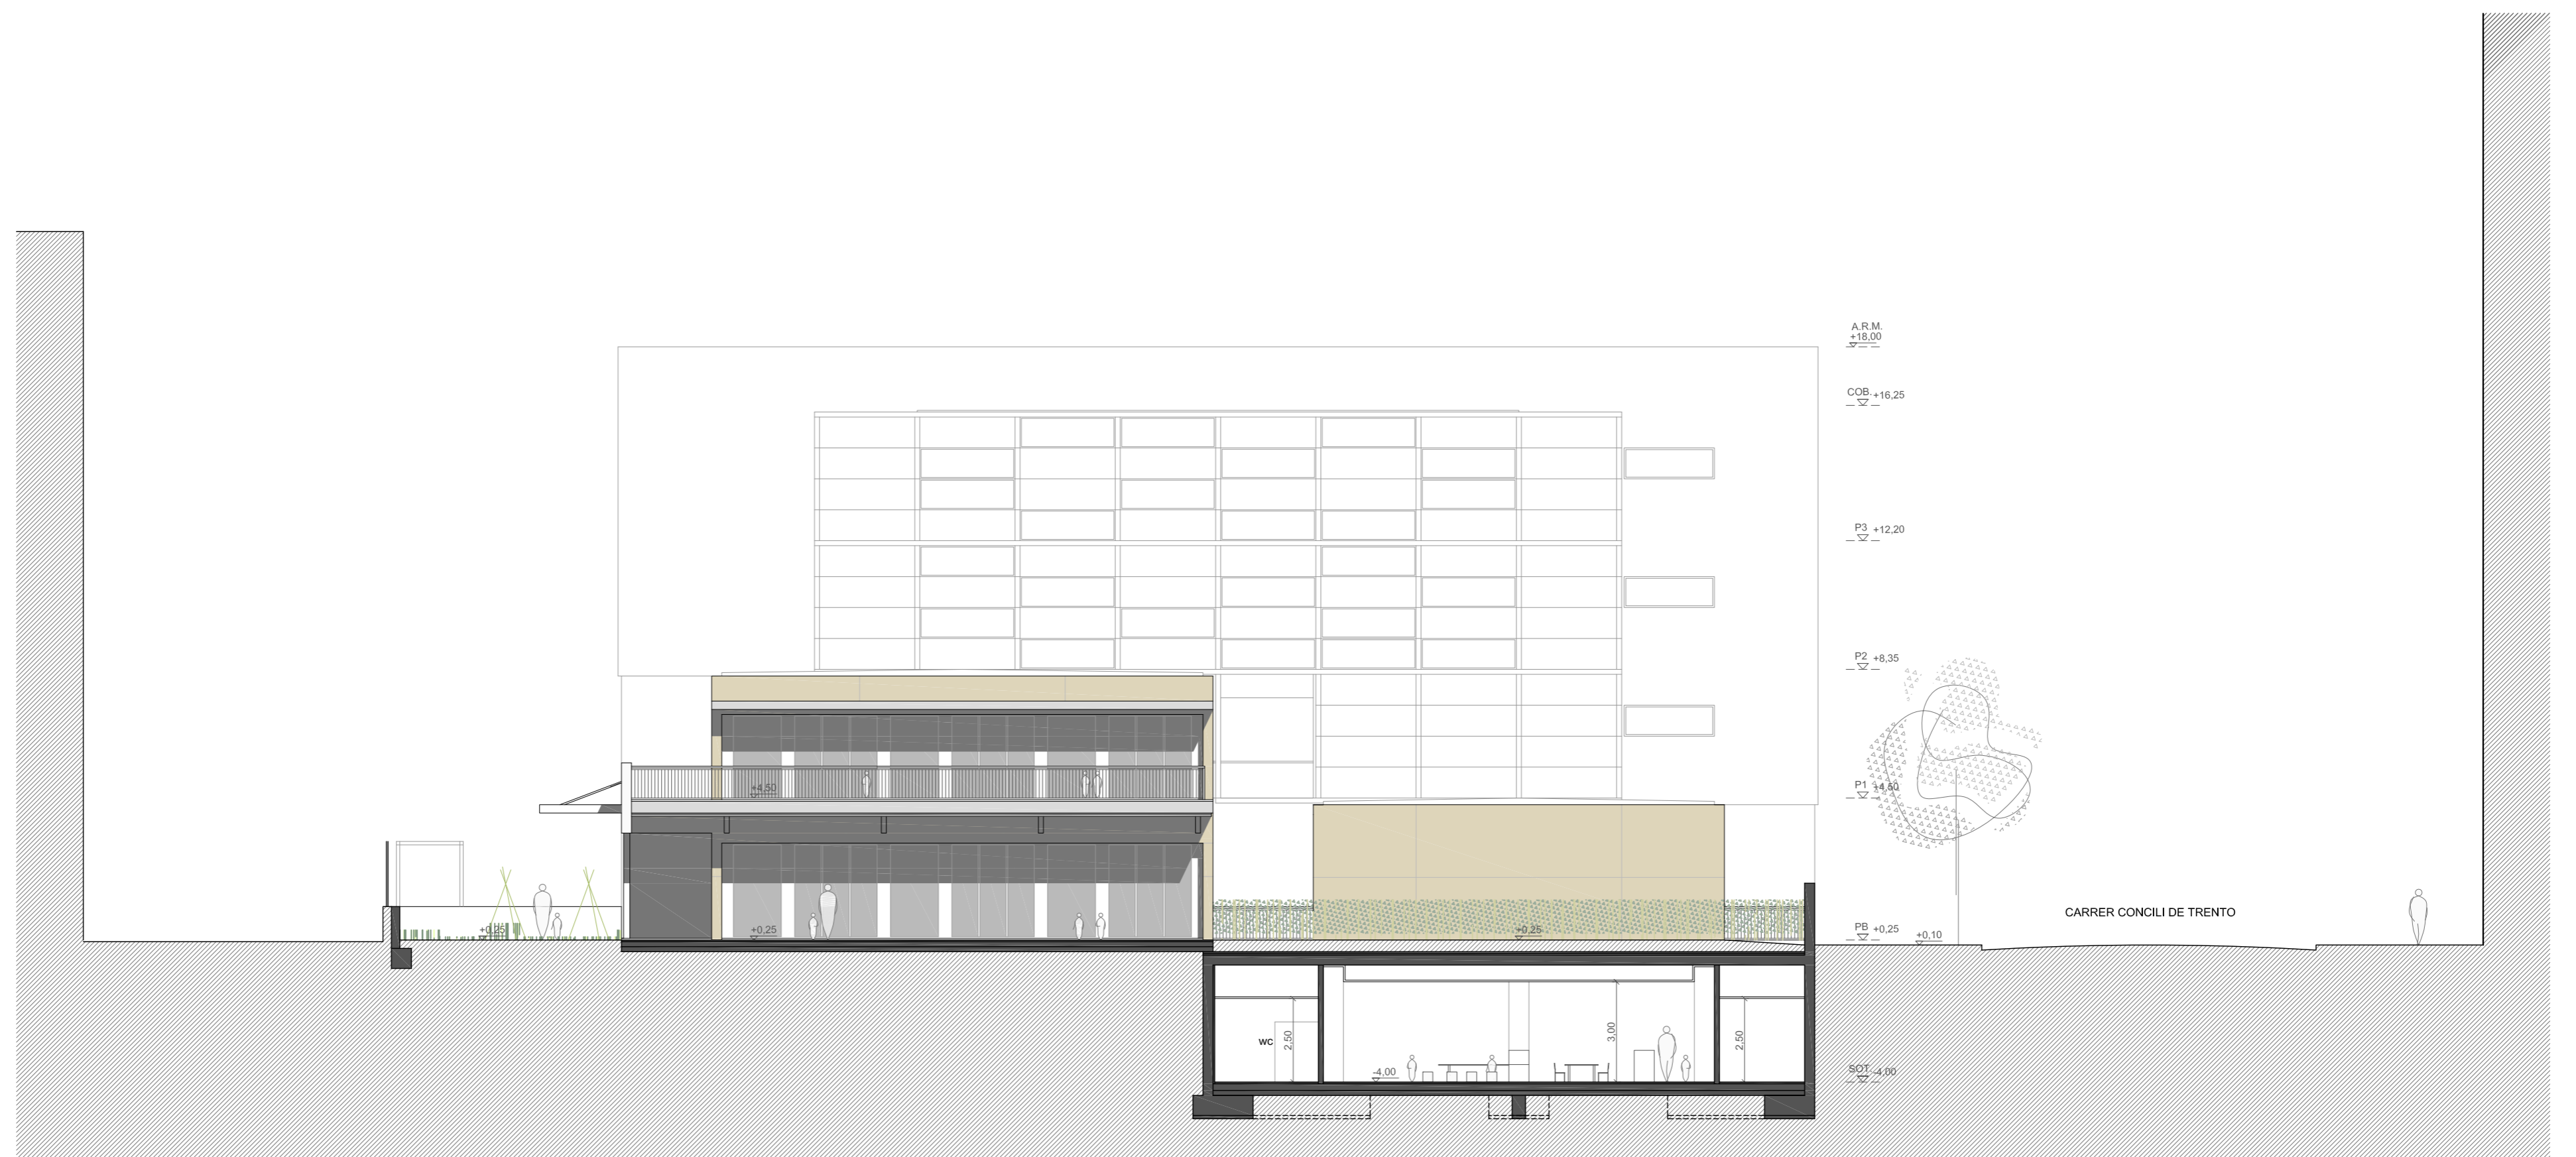 A.R.M.
+18,00
COB. +16,25
P3 +12,20
P2 +8,35
+4,50
P1 +4,50
CARRER CONCILI DE TRENTO
+0,25
+0,25
+0,25
PB +0,25
+0,10
WC
2,50
3,00
2,50
-4,00
SOT. -4,00